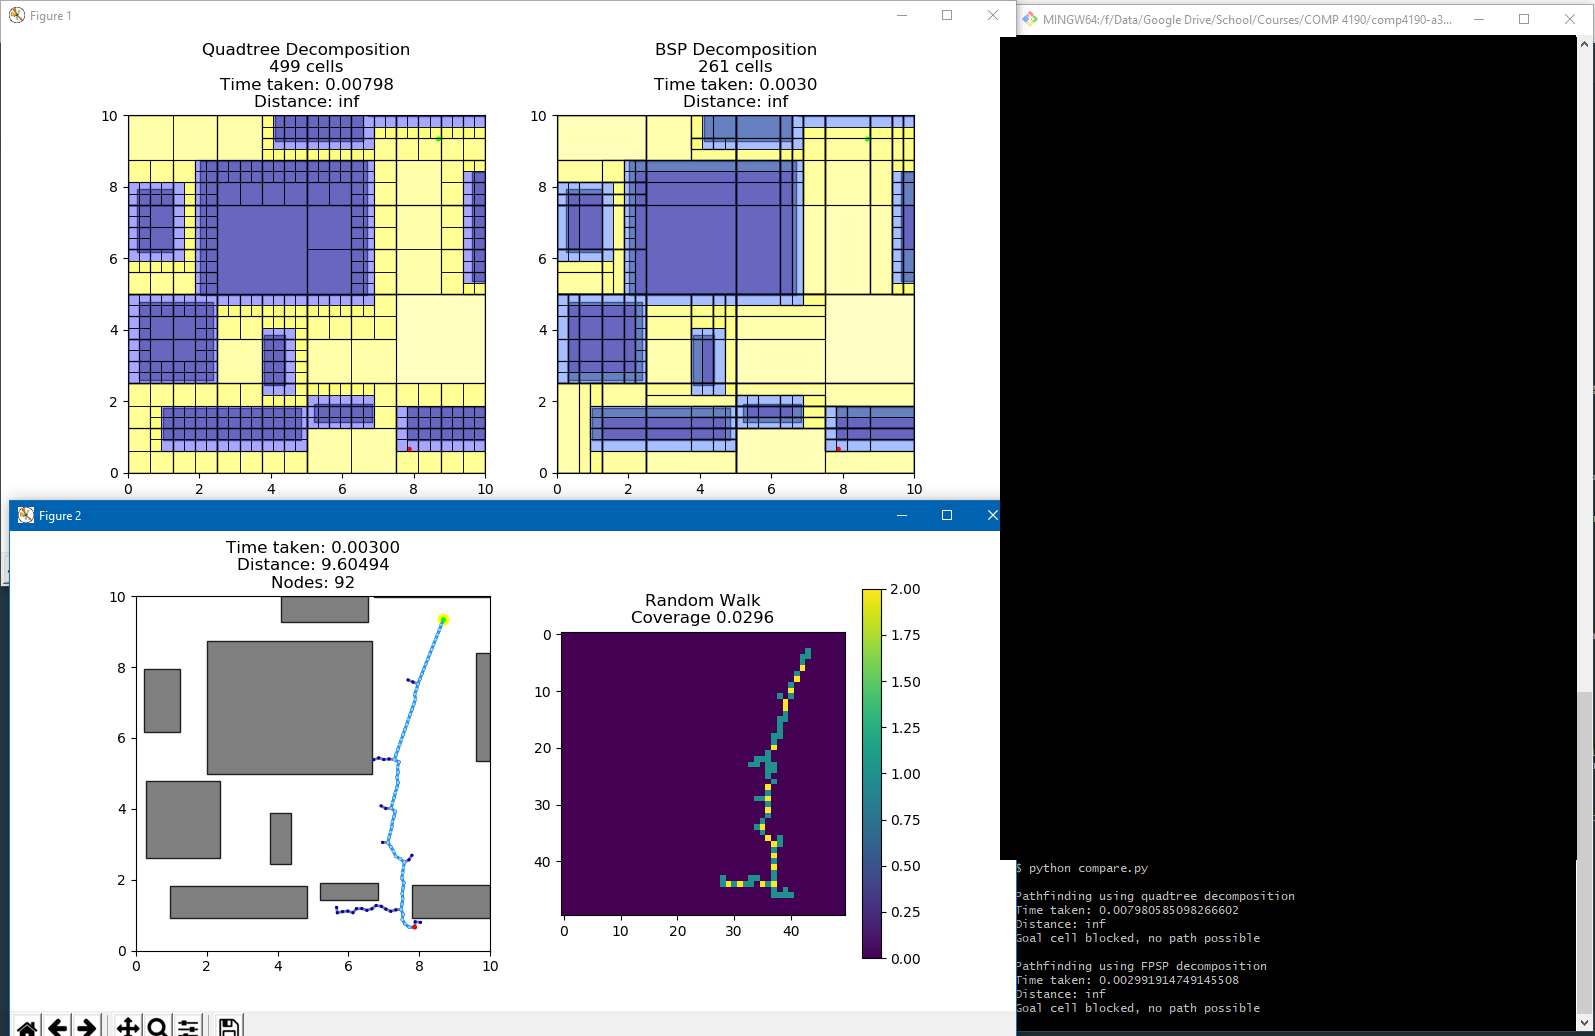 Figure 1
MINGW64:/f/Data/Google Drive/School/Courses/COMP 4190/comp4190-a3...
Quadtree Decomposition
499 cells
Time taken: 0.00798
Distance: inf
10
8
6
4
2
0
0 2 4 6 8 10
BSP Decomposition
261 cells
Time taken: 0.0030
Distance: inf
10
8
6
4
2
0
0 2 4 6 8 10
Figure 2
Time taken: 0.00300
Distance: 9.60494
Nodes: 92
10
8
6
4
2
0
0 2 4 6 8 10
Random Walk
Coverage 0.0296
0
10
20
30
40
0 10 20 30 40
2.00
1.75
1.50
1.25
1.00
0.75
0.50
0.25
0.00
$ python compare.py
Pathfinding using quadtree decomposition
Time taken: 0.007980585098266602
Distance: inf
Goal cell blocked, no path possible
Pathfinding using FPSP decomposition
Time taken: 0.002991914749145508
Distance: inf
Goal cell blocked, no path possible